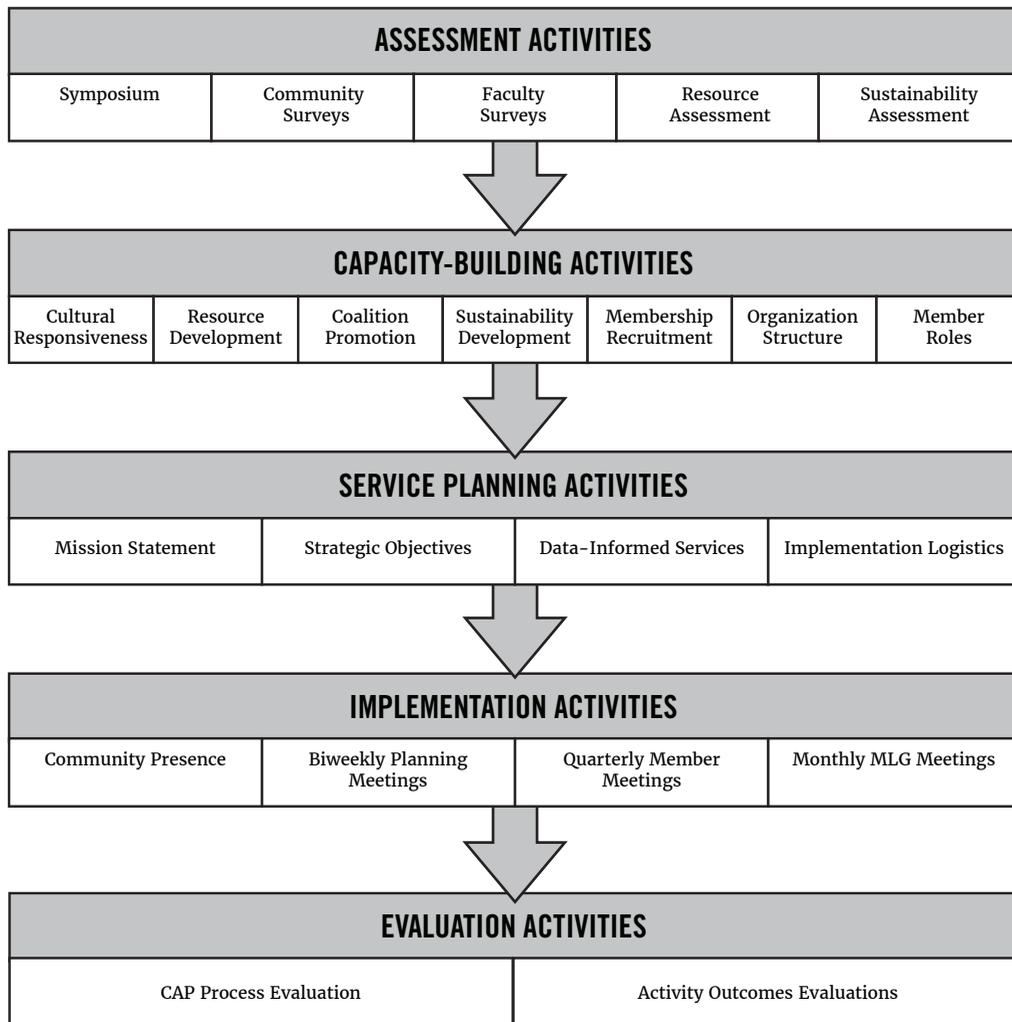 ASSESSMENT ACTIVITIES
Symposium
Community
Surveys
Faculty
Surveys
Resource
Assessment
Sustainability
Assessment
CAPACITY-BUILDING ACTIVITIES
Cultural
Responsiveness
Resource
Development
Coalition
Promotion
Sustainability
Development
Membership
Recruitment
Organization
Structure
Member
Roles
SERVICE PLANNING ACTIVITIES
Mission Statement
Strategic Objectives
Data-Informed Services
Implementation Logistics
IMPLEMENTATION ACTIVITIES
Community Presence
Biweekly Planning
Meetings
Quarterly Member
Meetings
Monthly MLG Meetings
EVALUATION ACTIVITIES
CAP Process Evaluation
Activity Outcomes Evaluations